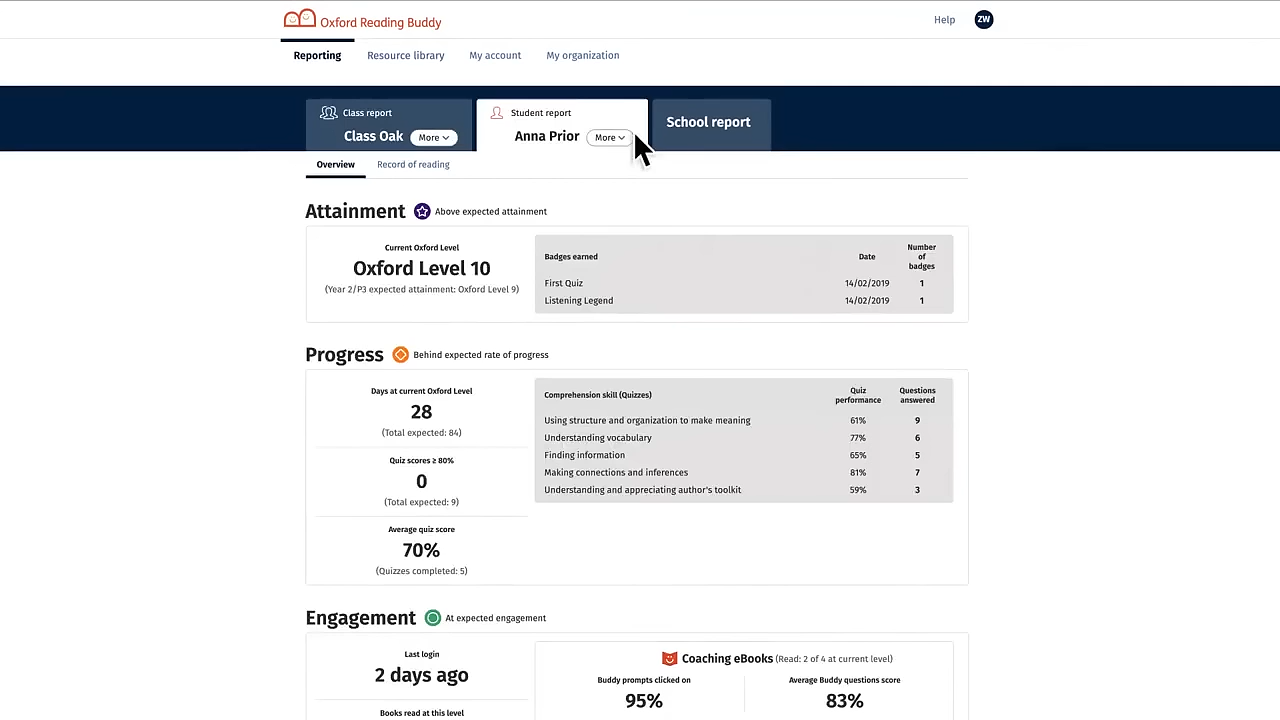 Oxford Reading Buddy
Help
ZW
Reporting
Resource library
My account
My organization
Class report
Class Oak
More
Student report
Anna Prior
More
School report
Overview
Record of reading
Attainment
Above expected attainment
Current Oxford Level
Oxford Level 10
(Year 2/P3 expected attainment: Oxford Level 9)
Badges earned
Date
Number
of
badges
First Quiz
14/02/2019
1
Listening Legend
14/02/2019
1
Progress
Behind expected rate of progress
Days at current Oxford Level
28
(Total expected: 84)
Quiz scores ≥ 80%
0
(Total expected: 9)
Average quiz score
70%
(Quizzes completed: 5)
Comprehension skill (Quizzes)
Quiz
performance
Questions
answered
Using structure and organization to make meaning
61%
9
Understanding vocabulary
77%
6
Finding information
65%
5
Making connections and inferences
81%
7
Understanding and appreciating author's toolkit
59%
3
Engagement
At expected engagement
Last login
2 days ago
Books read at this level
Coaching eBooks (Read: 2 of 4 at current level)
Buddy prompts clicked on
95%
Average Buddy questions score
83%